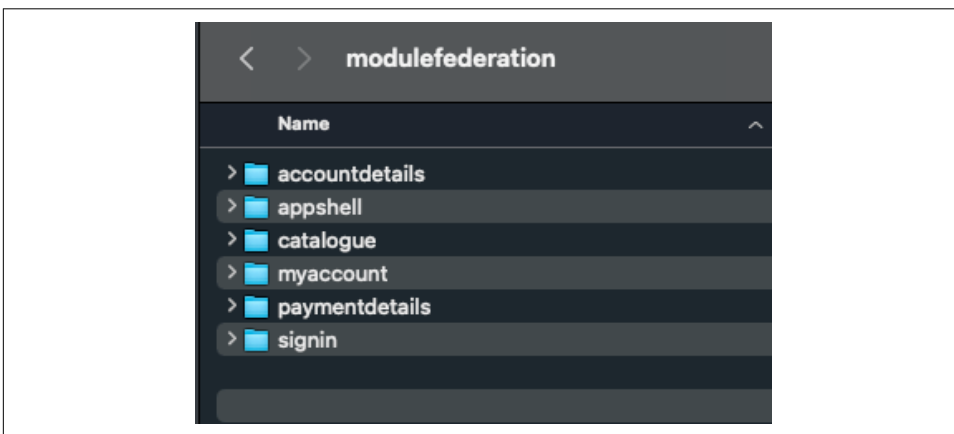 modulefederation
Name
accountdetails
appshell
catalogue
myaccount
paymentdetails
signin